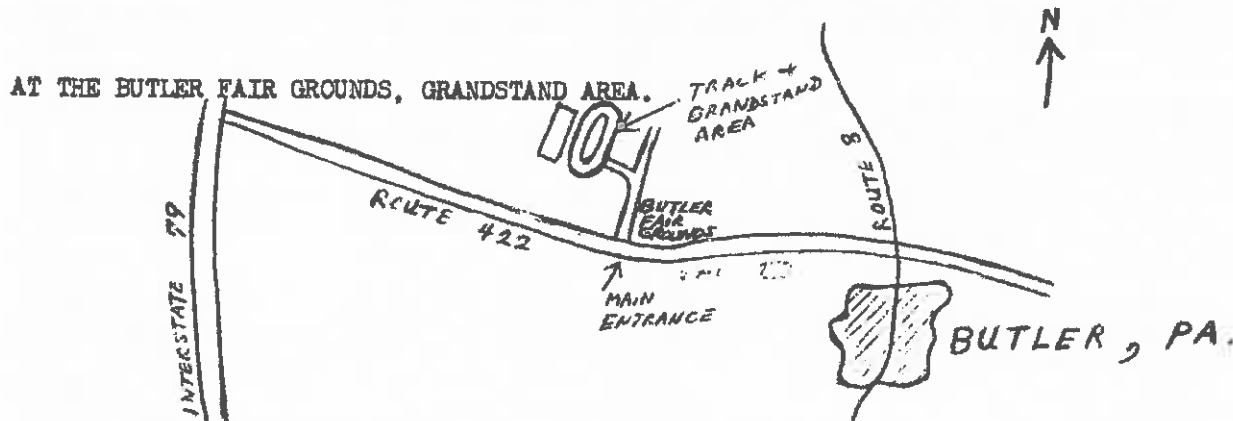 N
AT THE BUTLER FAIR GROUNDS, GRANDSTAND AREA.
TRACK +
GRANDSTAND
AREA
ROUTE 8
ROUTE 422
BUTLER
FAIR
GROUNDS
INTERSTATE 79
MAIN
ENTRANCE
BUTLER, PA.